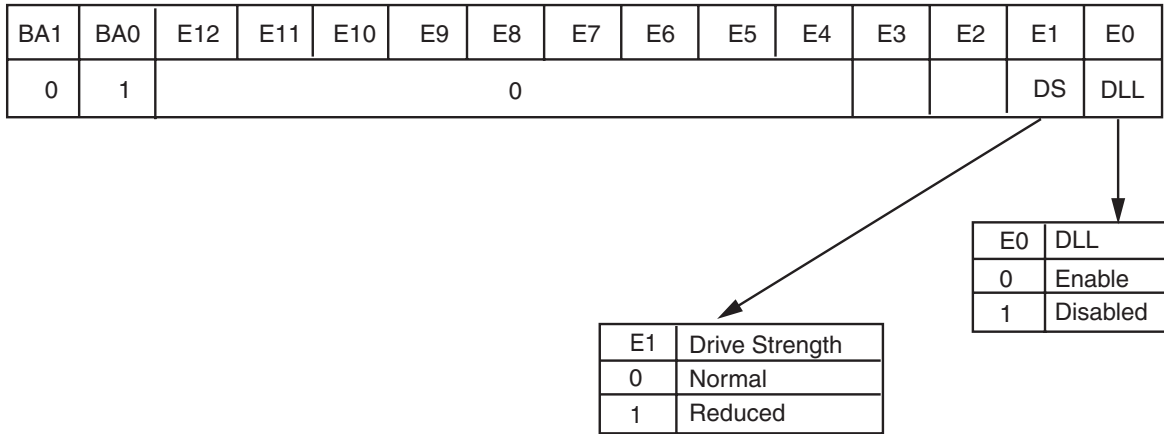 BA1 BA0 E12 E11 E10 E9 E8 E7 E6 E5 E4 E3 E2 E1 E0
0 1 0 DS DLL
E0 DLL
0 Enable
1 Disabled
E1 Drive Strength
0 Normal
1 Reduced